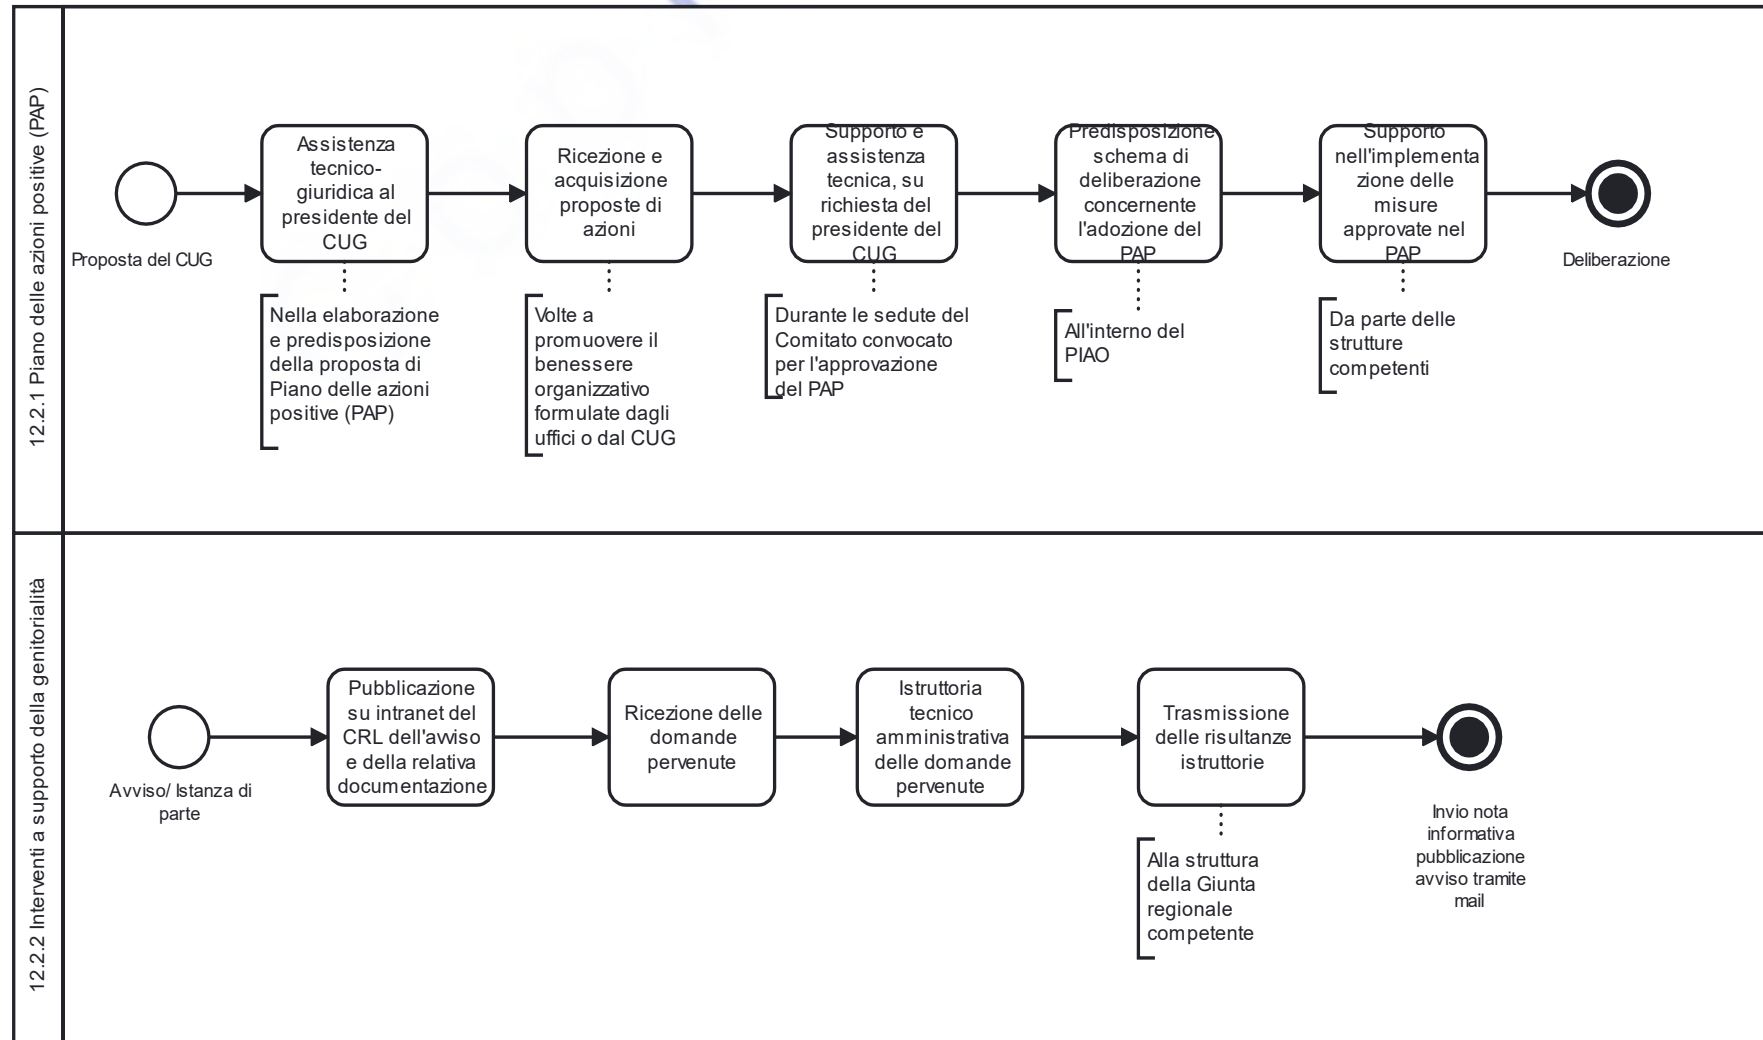 12.2.1 Piano delle azioni positive (PAP)
Proposta del CUG
Assistenza
tecnico-
giuridica al
presidente del
CUG
Nella elaborazione
e predisposizione
della proposta di
Piano delle azioni
positive (PAP)
Ricezione e
acquisizione
proposte di
azioni
Volte a
promuovere il
benessere
organizzativo
formulate dagli
uffici o dal CUG
Supporto e
assistenza
tecnica, su
richiesta del
presidente del
CUG
Durante le sedute del
Comitato convocato
per l'approvazione
del PAP
Predisposizione
schema di
deliberazione
concernente
l'adozione del
PAP
All'interno del
PIAO
Supporto
nell'implementa
zione delle
misure
approvate nel
PAP
Da parte delle
strutture
competenti
Deliberazione
12.2.2 Interventi a supporto della genitorialità
Avviso/ Istanza di
parte
Pubblicazione
su intranet del
CRL dell'avviso
e della relativa
documentazione
Ricezione delle
domande
pervenute
Istruttoria
tecnico
amministrativa
delle domande
pervenute
Trasmissione
delle risultanze
istruttorie
Alla struttura
della Giunta
regionale
competente
Invio nota
informativa
pubblicazione
avviso tramite
mail